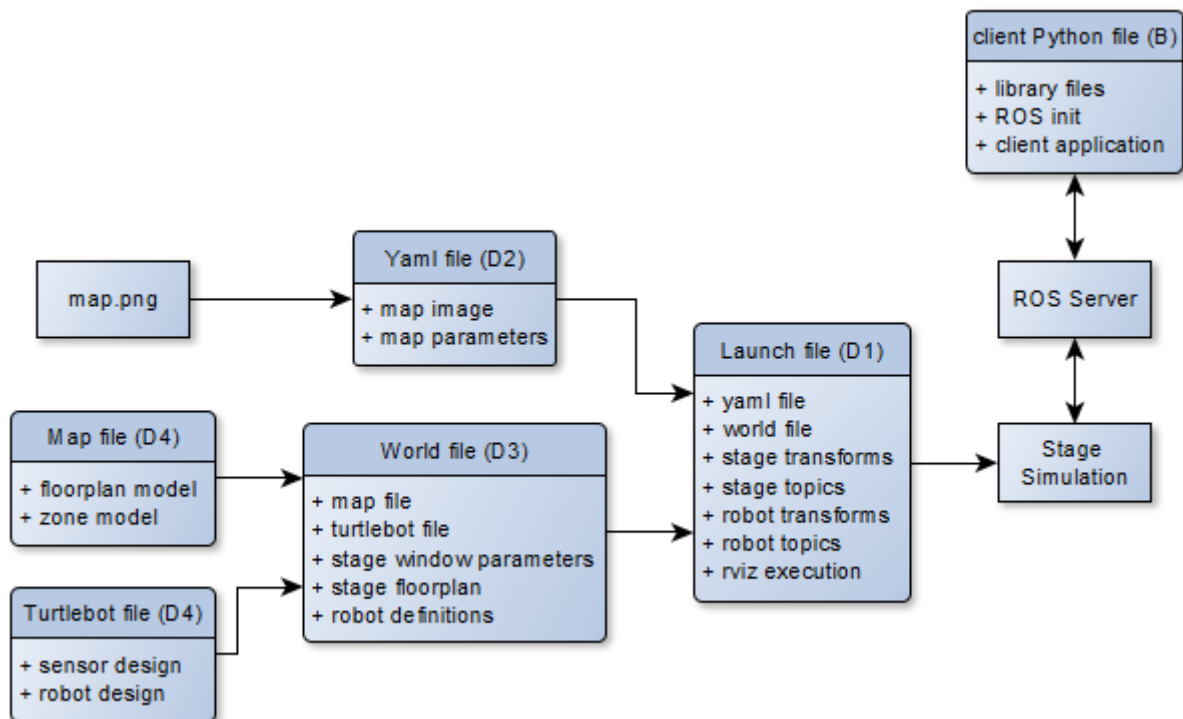 client Python file (B)
+ library files
+ ROS init
+ client application
Yaml file (D2)
+ map image
+ map parameters
map.png
ROS Server
Launch file (D1)
+ yaml file
+ world file
+ stage transforms
+ stage topics
+ robot transforms
+ robot topics
+ rviz execution
Map file (D4)
+ floorplan model
+ zone model
World file (D3)
+ map file
+ turtlebot file
+ stage window parameters
+ stage floorplan
+ robot definitions
Stage
Simulation
Turtlebot file (D4)
+ sensor design
+ robot design